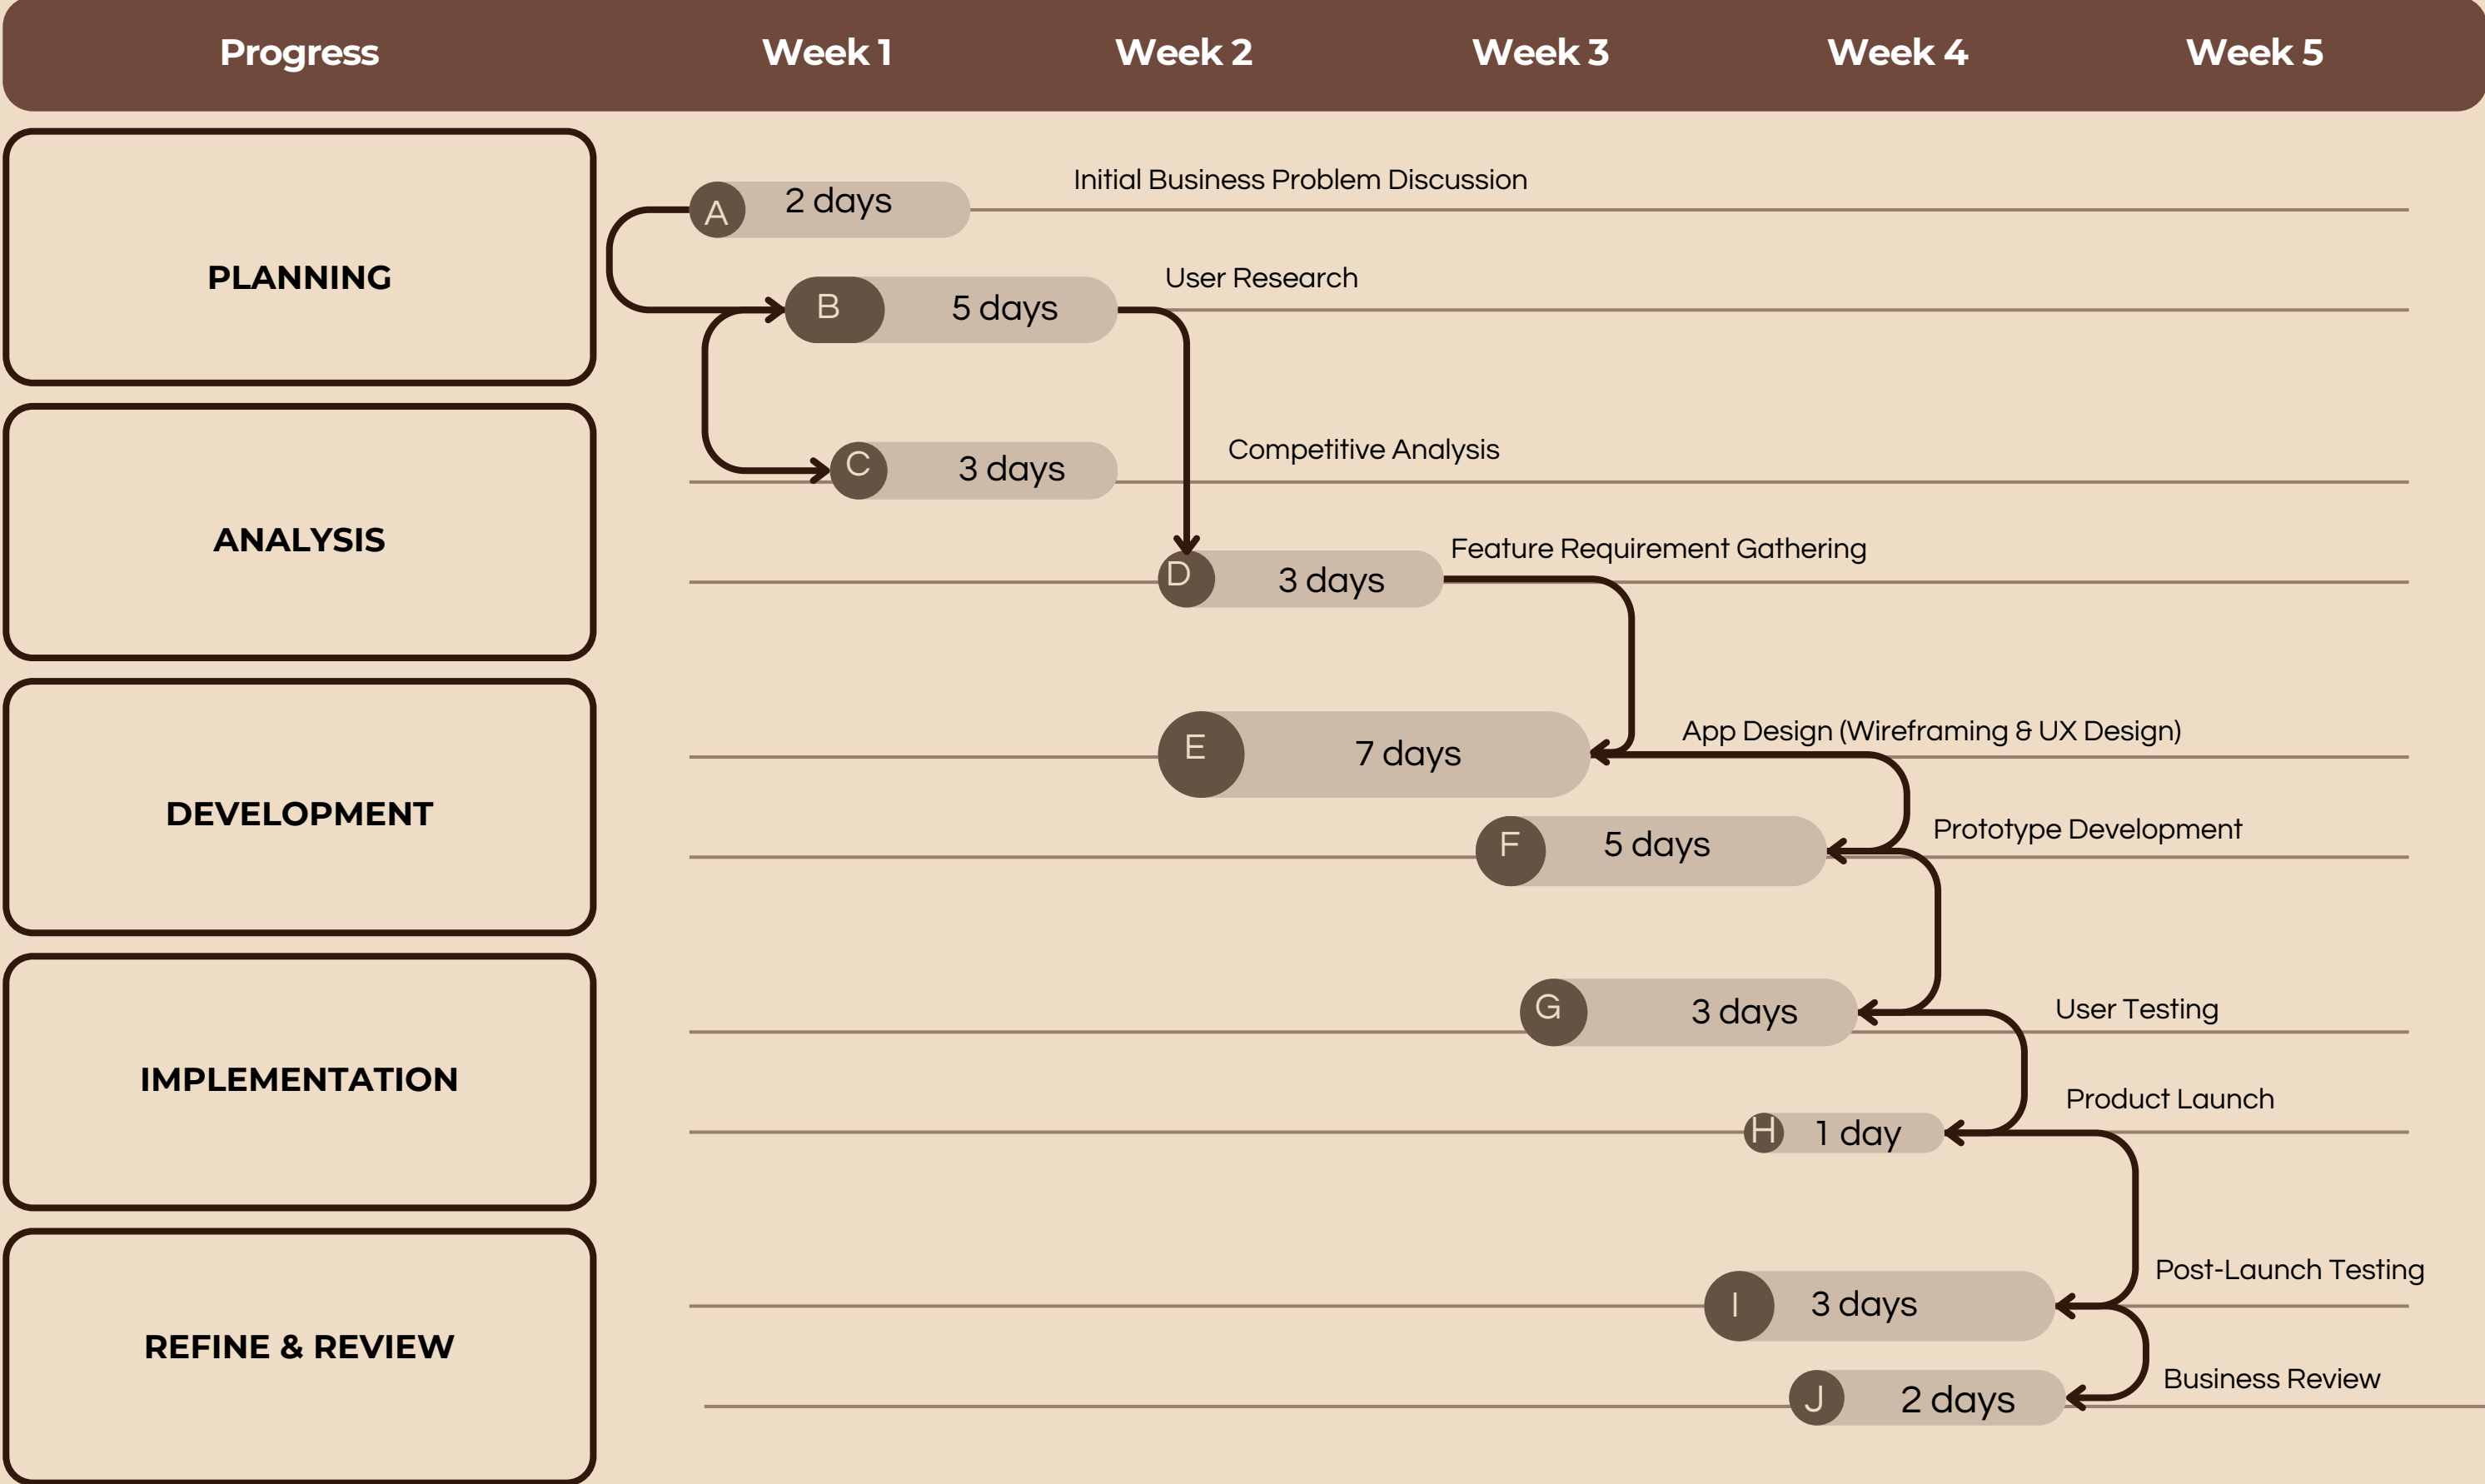 Progress Week 1 Week 2 Week 3 Week 4 Week 5
PLANNING
A 2 days Initial Business Problem Discussion
B 5 days User Research
ANALYSIS
C 3 days Competitive Analysis
D 3 days Feature Requirement Gathering
DEVELOPMENT
E 7 days App Design (Wireframing & UX Design)
F 5 days Prototype Development
IMPLEMENTATION
G 3 days User Testing
H 1 day Product Launch
REFINE & REVIEW
I 3 days Post-Launch Testing
J 2 days Business Review